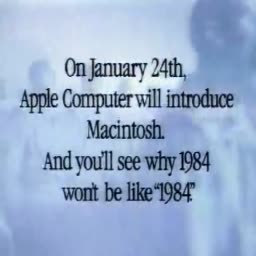 On January 24th,
Apple Computer will introduce
Macintosh.
And you'll see why 1984
won't be like "1984."